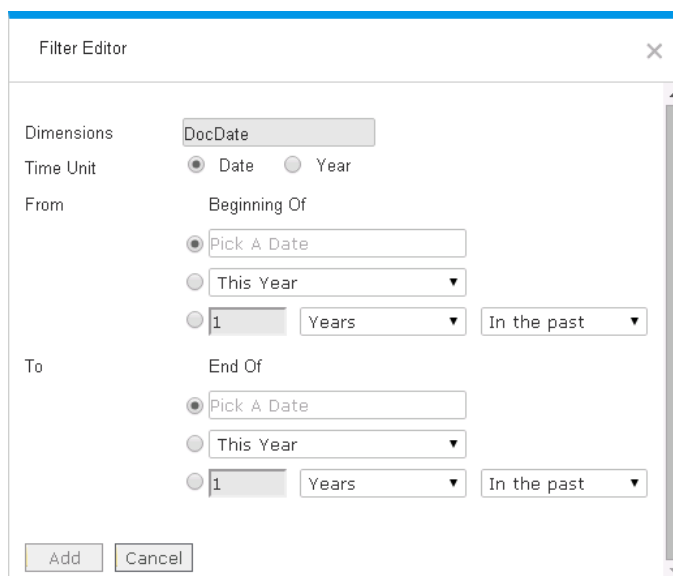 Filter Editor
Dimensions DocDate
Time Unit Date Year
From Beginning Of
Pick A Date
This Year
1 Years In the past
To End Of
Pick A Date
This Year
1 Years In the past
Add Cancel